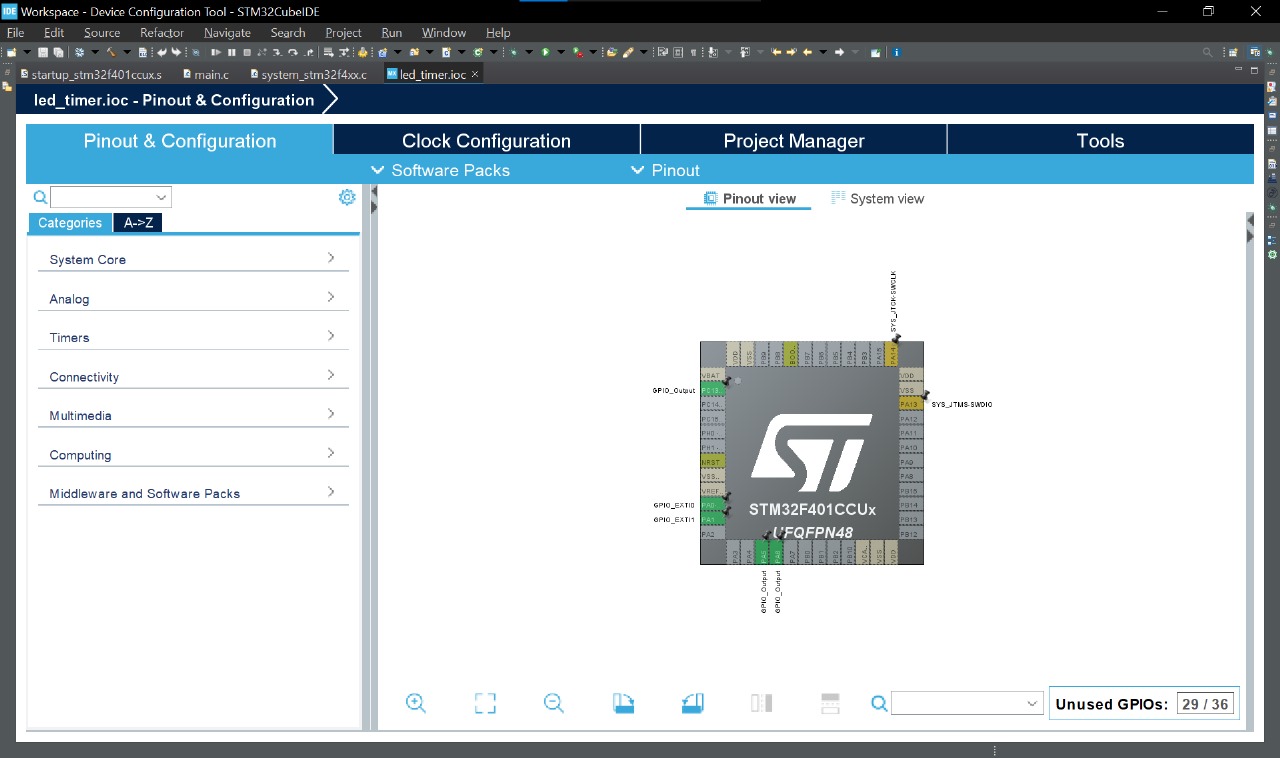 IDE Workspace - Device Configuration Tool - STM32CubeIDE
File Edit Source Refactor Navigate Search Project Run Window Help
startup_stm32f401ccux.s main.c system_stm32f4xx.c MX led_timer.ioc
led_timer.ioc - Pinout & Configuration
Pinout & Configuration Clock Configuration Project Manager Tools
Software Packs Pinout
Pinout view System view
Categories A->Z
System Core
Analog
Timers
Connectivity
Multimedia
Computing
Middleware and Software Packs
SYS_JTCK-SWCLK
VDD VSS PB9 PB8 BOO.. PB7 PB6 PB5 PB4 PB3 PA15 PA14
VBAT VDD
GPIO_Output PC13.. VSS
PC14.. PA13 SYS_JTMS-SWDIO
PC15.. PA12
PH0 - PA11
PH1 - PA10
NRST PA9
VSS.. PA8
VREF.. PB15
GPIO_EXTI0 PA0- PB14
GPIO_EXTI1 PA1 PB13
PA2 PB12
ST
STM32F401CCUx
UFQFPN48
PA3 PA4 PA5 PA6 PA7 PB0 PB1 PB2 PB10 VCA.. VSS VDD
GPIO_Output GPIO_Output
Unused GPIOs: 29 / 36